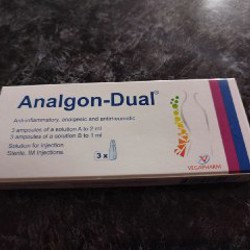 Analgon-Dual®
Anti-inflammatory, analgesic and antirheumatic
3 ampoules of a solution A to 2 ml
3 ampoules of a solution B to 1 ml
Solution for injection
Sterile. IM Injections.
3 x
VEGAPHARM